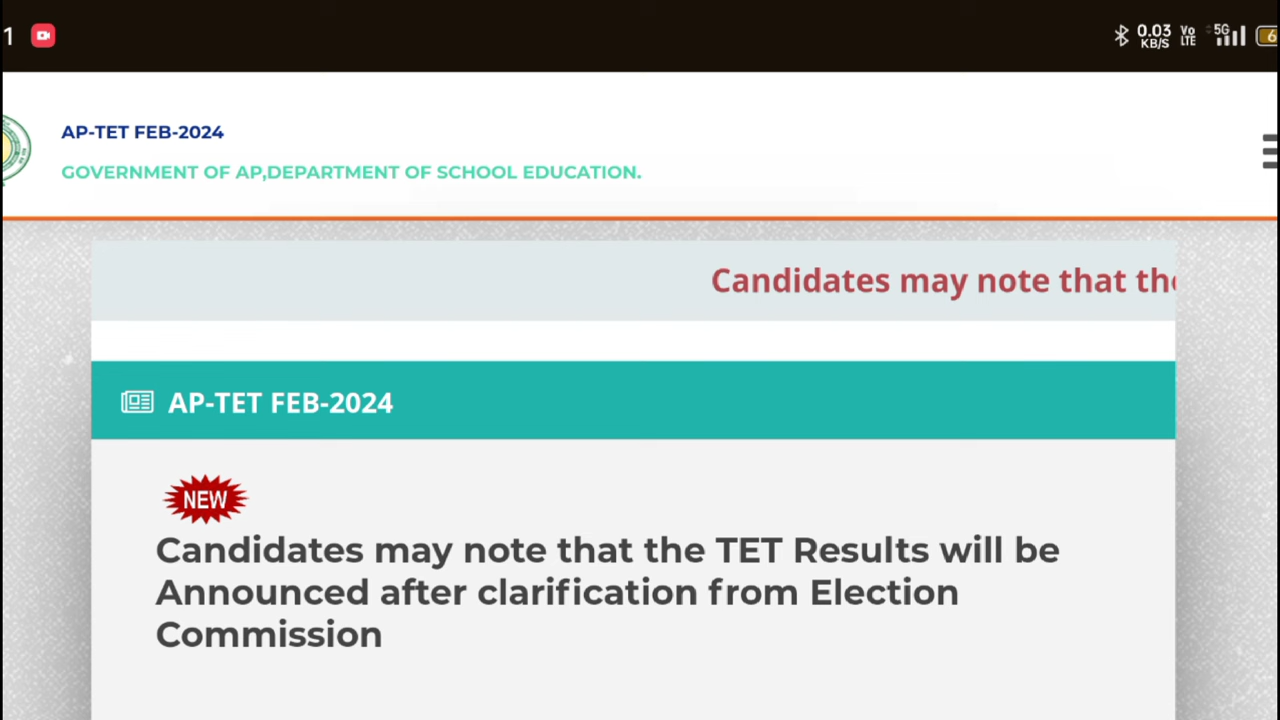 1
0.03
KB/S
Vo
LTE
5G
6
AP-TET FEB-2024
GOVERNMENT OF AP,DEPARTMENT OF SCHOOL EDUCATION.
Candidates may note that the
AP-TET FEB-2024
NEW
Candidates may note that the TET Results will be
Announced after clarification from Election
Commission